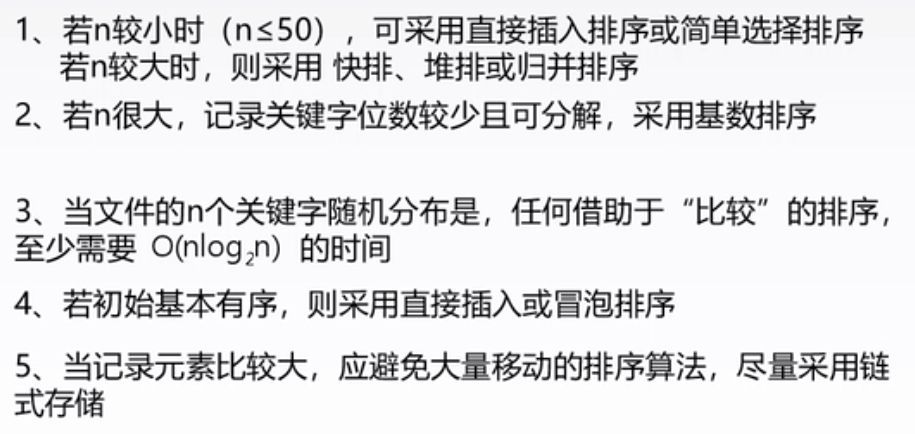 1、若n较小时（n≤50），可采用直接插入排序或简单选择排序
若n较大时，则采用 快排、堆排或归并排序
2、若n很大，记录关键字位数较少且可分解，采用基数排序
3、当文件的n个关键字随机分布是，任何借助于“比较”的排序，
至少需要 O(nlog₂n) 的时间
4、若初始基本有序，则采用直接插入或冒泡排序
5、当记录元素比较大，应避免大量移动的排序算法，尽量采用链
式存储